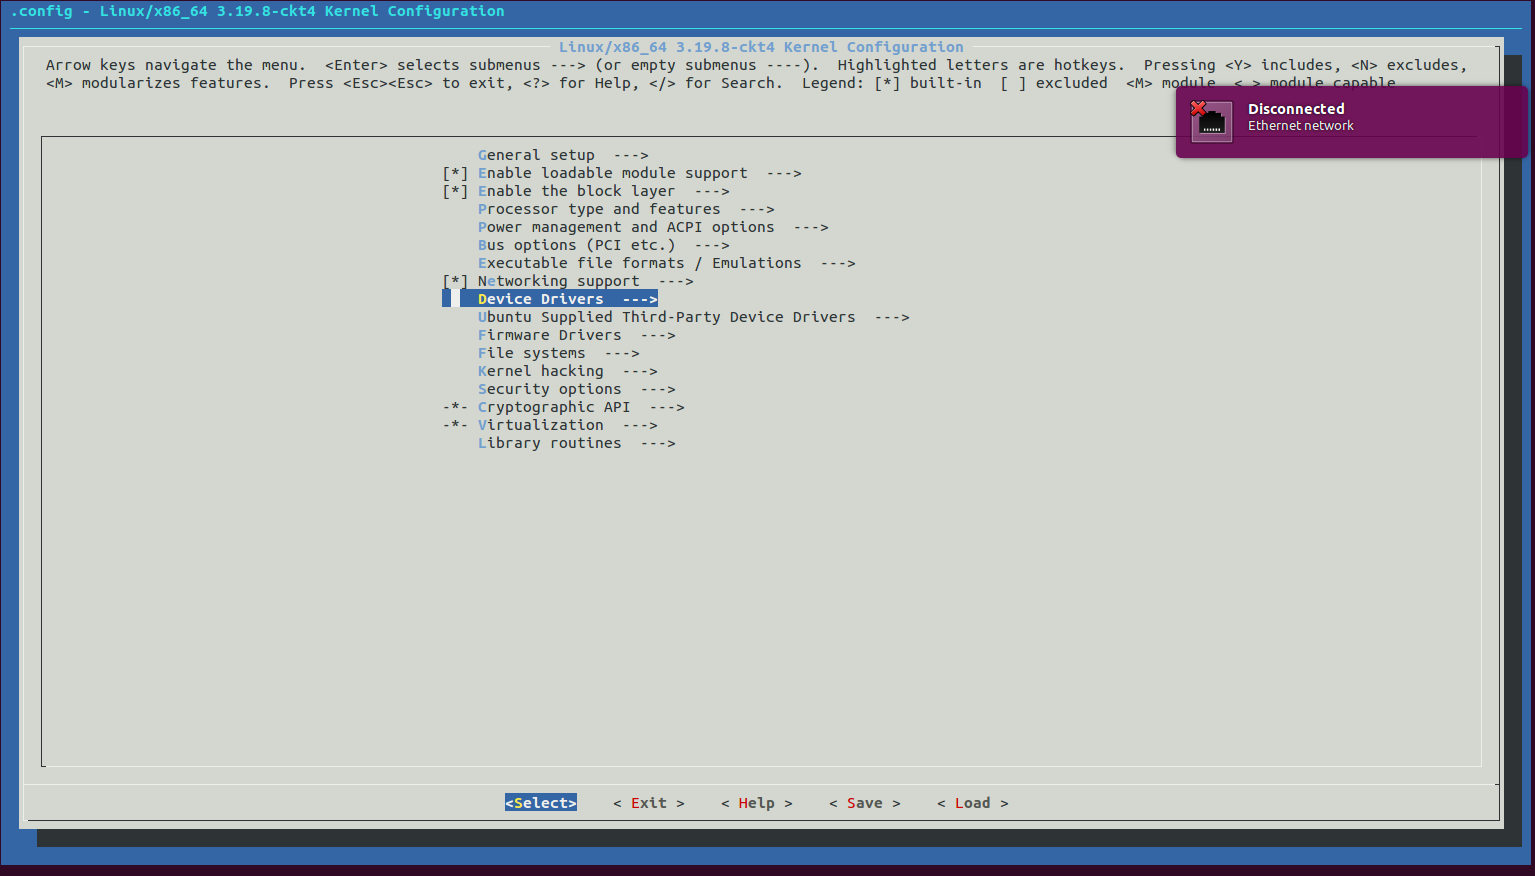 .config - Linux/x86_64 3.19.8-ckt4 Kernel Configuration
Linux/x86_64 3.19.8-ckt4 Kernel Configuration
Arrow keys navigate the menu.  <Enter> selects submenus ---> (or empty submenus ----).  Highlighted letters are hotkeys.  Pressing <Y> includes, <N> excludes,
<M> modularizes features.  Press <Esc><Esc> to exit, <?> for Help, </> for Search.  Legend: [*] built-in  [ ] excluded  <M> module  < > module capable
Disconnected
Ethernet network
General setup  --->
[*] Enable loadable module support  --->
[*] Enable the block layer  --->
Processor type and features  --->
Power management and ACPI options  --->
Bus options (PCI etc.)  --->
Executable file formats / Emulations  --->
[*] Networking support  --->
Device Drivers  --->
Ubuntu Supplied Third-Party Device Drivers  --->
Firmware Drivers  --->
File systems  --->
Kernel hacking  --->
Security options  --->
-*- Cryptographic API  --->
-*- Virtualization  --->
Library routines  --->
<Select>    < Exit >    < Help >    < Save >    < Load >